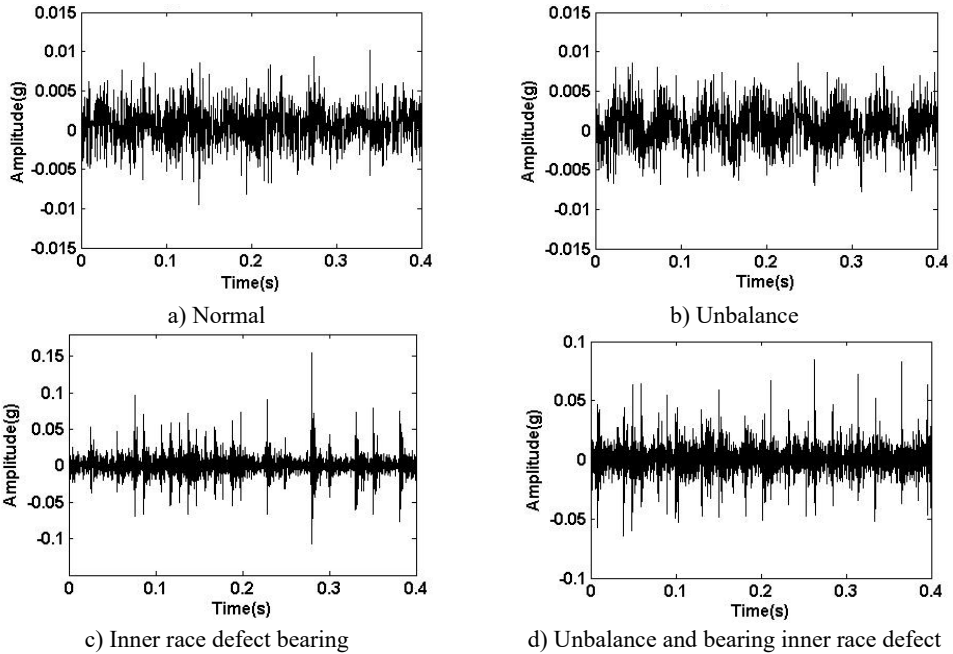 0.015
0.01
0.005
0
-0.005
-0.01
-0.015
Amplitude(g)
0 0.1 0.2 0.3 0.4
Time(s)
a) Normal
0.015
0.01
0.005
0
-0.005
-0.01
-0.015
Amplitude(g)
0 0.1 0.2 0.3 0.4
Time(s)
b) Unbalance
0.15
0.1
0.05
0
-0.05
-0.1
Amplitude(g)
0 0.1 0.2 0.3 0.4
Time(s)
c) Inner race defect bearing
0.1
0.05
0
-0.05
-0.1
Amplitude(g)
0 0.1 0.2 0.3 0.4
Time(s)
d) Unbalance and bearing inner race defect